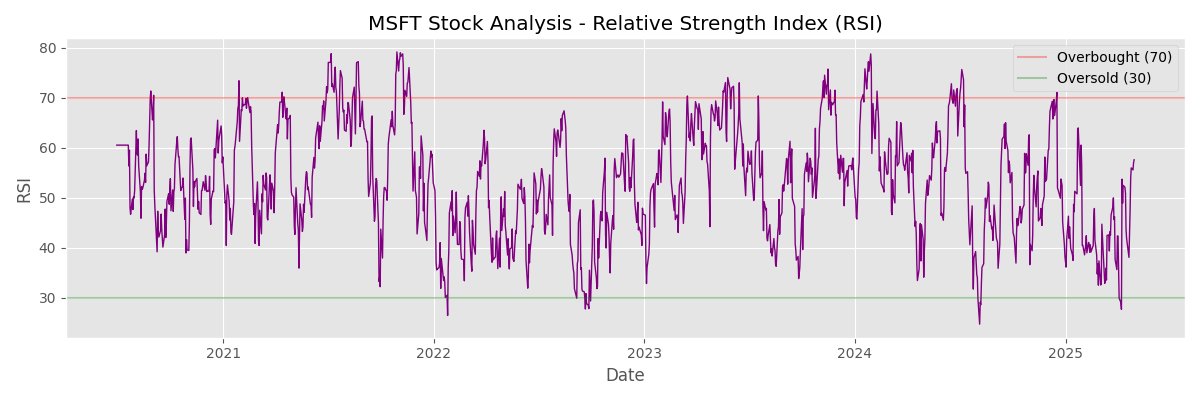 MSFT Stock Analysis - Relative Strength Index (RSI)
80
70
60
50
40
30
RSI
Overbought (70)
Oversold (30)
2021
2022
2023
2024
2025
Date